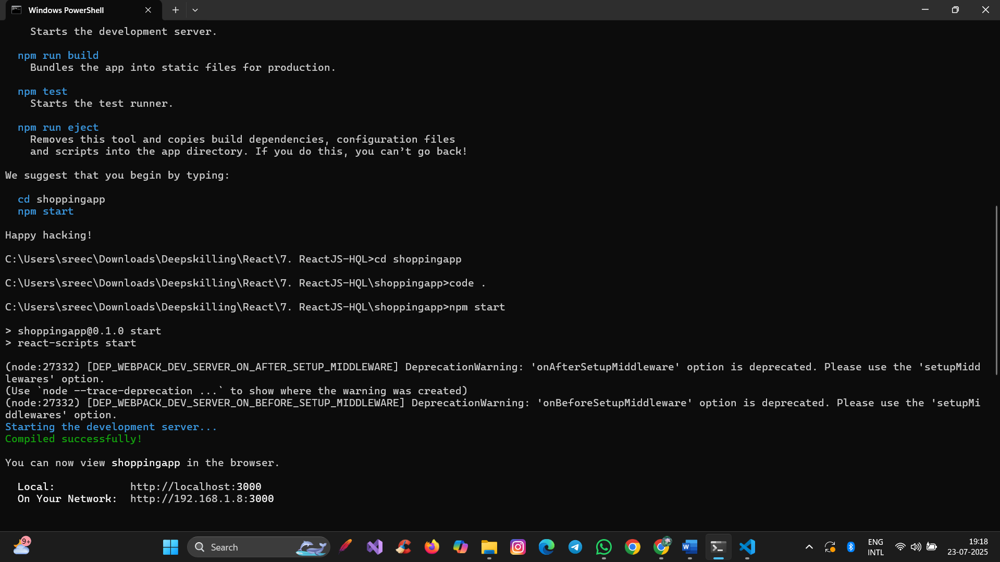 Windows PowerShell
Starts the development server.
npm run build
Bundles the app into static files for production.
npm test
Starts the test runner.
npm run eject
Removes this tool and copies build dependencies, configuration files
and scripts into the app directory. If you do this, you can’t go back!
We suggest that you begin by typing:
cd shoppingapp
npm start
Happy hacking!
C:\Users\sreec\Downloads\Deepskilling\React\7. ReactJS-HQL>cd shoppingapp
C:\Users\sreec\Downloads\Deepskilling\React\7. ReactJS-HQL\shoppingapp>code .
C:\Users\sreec\Downloads\Deepskilling\React\7. ReactJS-HQL\shoppingapp>npm start
> shoppingapp@0.1.0 start
> react-scripts start
(node:27332) [DEP_WEBPACK_DEV_SERVER_ON_AFTER_SETUP_MIDDLEWARE] DeprecationWarning: 'onAfterSetupMiddleware' option is deprecated. Please use the 'setupMidd
lewares' option.
(Use `node --trace-deprecation ...` to show where the warning was created)
(node:27332) [DEP_WEBPACK_DEV_SERVER_ON_BEFORE_SETUP_MIDDLEWARE] DeprecationWarning: 'onBeforeSetupMiddleware' option is deprecated. Please use the 'setupMi
ddlewares' option.
Starting the development server...
Compiled successfully!
You can now view shoppingapp in the browser.
Local: http://localhost:3000
On Your Network: http://192.168.1.8:3000
9+
Search
ENG
INTL
19:18
23-07-2025